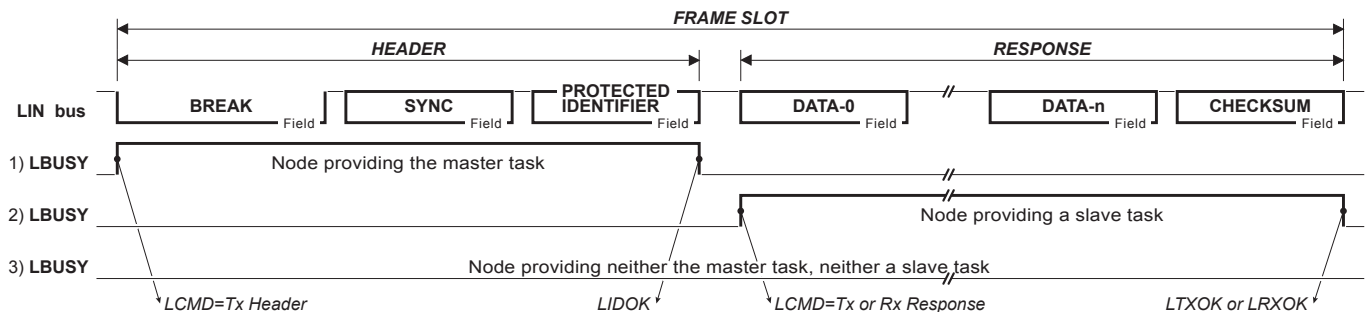 FRAME SLOT
HEADER RESPONSE
LIN bus BREAK Field SYNC Field PROTECTED IDENTIFIER Field DATA-0 Field DATA-n Field CHECKSUM Field
1) LBUSY Node providing the master task
2) LBUSY Node providing a slave task
3) LBUSY Node providing neither the master task, neither a slave task
LCMD=Tx Header LIDOK LCMD=Tx or Rx Response LTXOK or LRXOK